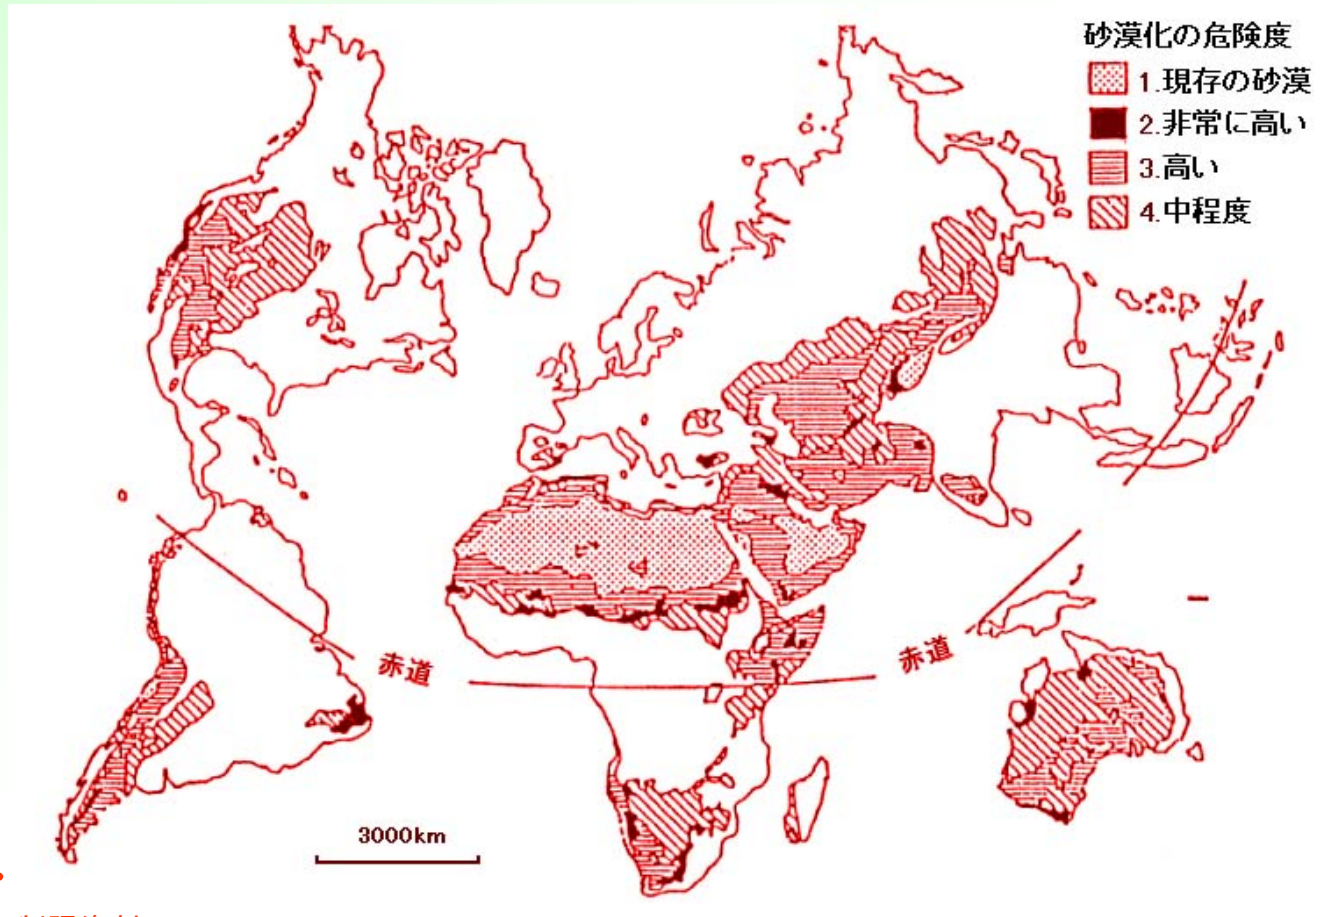 砂漠化の危険度
1.現存の砂漠
2.非常に高い
3.高い
4.中程度
赤道
赤道
3000km